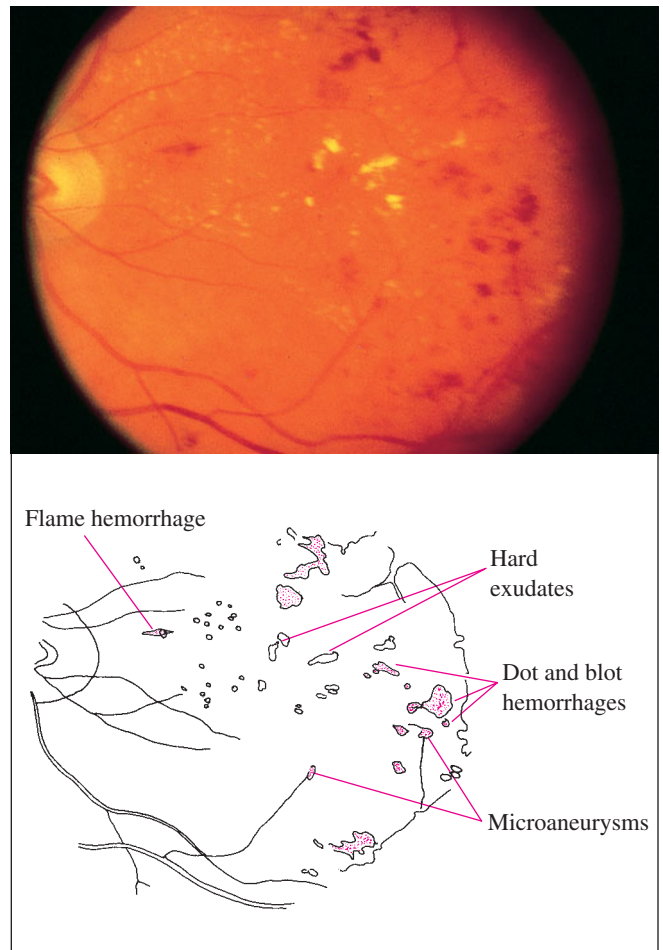 Flame hemorrhage
Hard
exudates
Dot and blot
hemorrhages
Microaneurysms